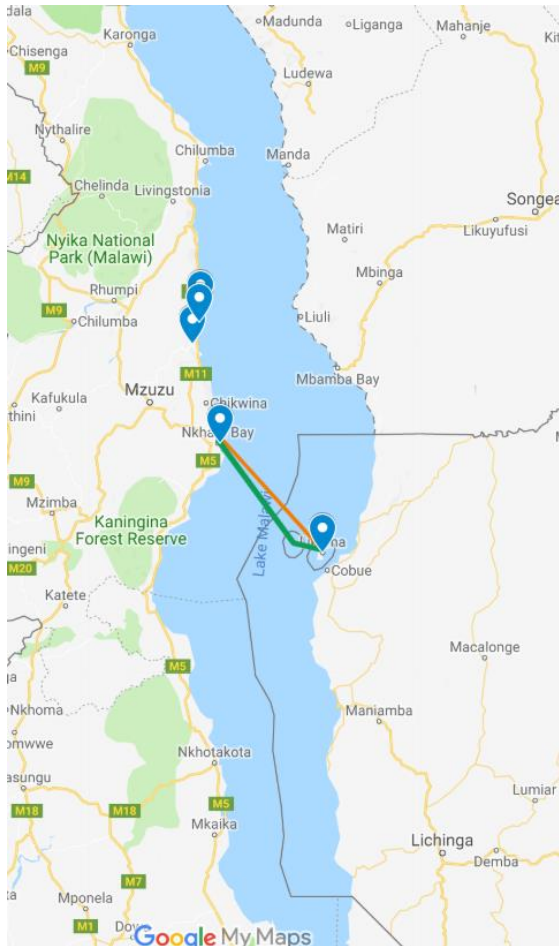 Madunda
Liganga
Mahanje
Karonga
Chisenga
M9
Ludewa
Nythalire
Chilumba
Manda
M14
Chelinda
Livingstonia
Songea
Likuyufusi
Matiri
Nyika National
Park (Malawi)
Mbinga
Rhumpi
M9
Chilumba
Liuli
M11
Mbamba Bay
Mzuzu
Chikwina
Kafukula
Bay
M5
M9
Mzimba
Kaningina
Forest Reserve
Lake Malawi
M20
Cobue
Katete
Macalonge
M5
Nkhoma
Maniamba
Nkhotakota
Lumiar
M18
M18
M5
Mkaika
Lichinga
Demba
M7
Mponela
M1
Google My Maps